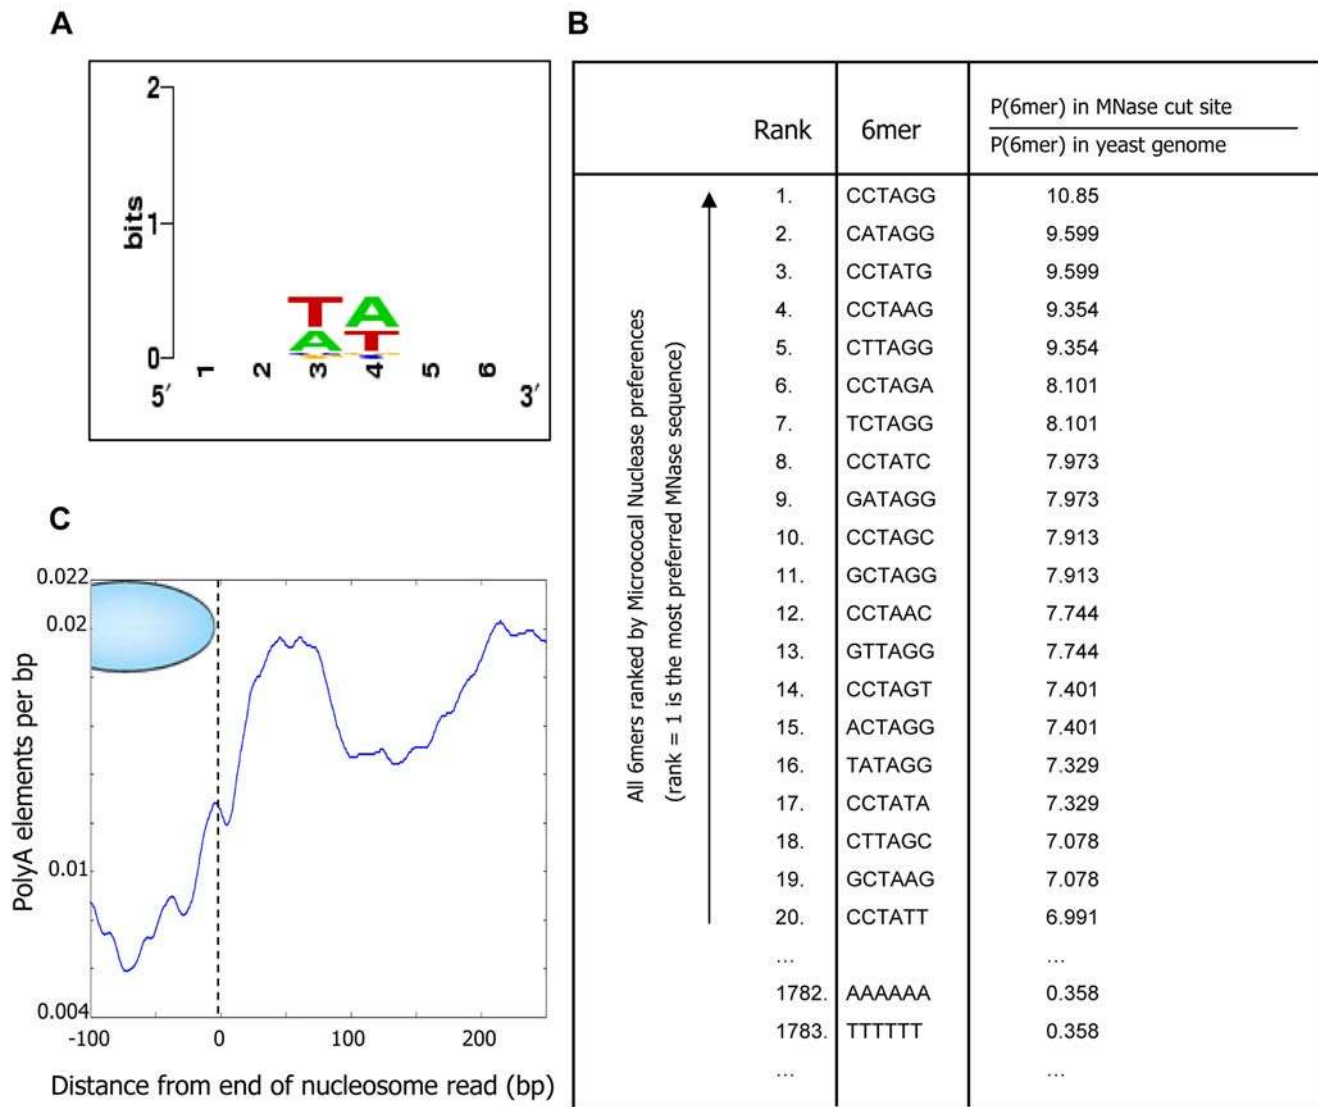 A
2
bits
1
0
T A
A T
5′ 1 2 3 4 5 6 3′
B
Rank 6mer P(6mer) in MNase cut site
P(6mer) in yeast genome
All 6mers ranked by Micrococal Nuclease preferences
(rank = 1 is the most preferred MNase sequence)
1. CCTAGG 10.85
2. CATAGG 9.599
3. CCTATG 9.599
4. CCTAAG 9.354
5. CTTAGG 9.354
6. CCTAGA 8.101
7. TCTAGG 8.101
8. CCTATC 7.973
9. GATAGG 7.973
10. CCTAGC 7.913
11. GCTAGG 7.913
12. CCTAAC 7.744
13. GTTAGG 7.744
14. CCTAGT 7.401
15. ACTAGG 7.401
16. TATAGG 7.329
17. CCTATA 7.329
18. CTTAGC 7.078
19. GCTAAG 7.078
20. CCTATT 6.991
... ...
1782. AAAAAA 0.358
1783. TTTTTT 0.358
... ...
C
PolyA elements per bp
0.022
0.02
0.01
0.004
-100 0 100 200
Distance from end of nucleosome read (bp)